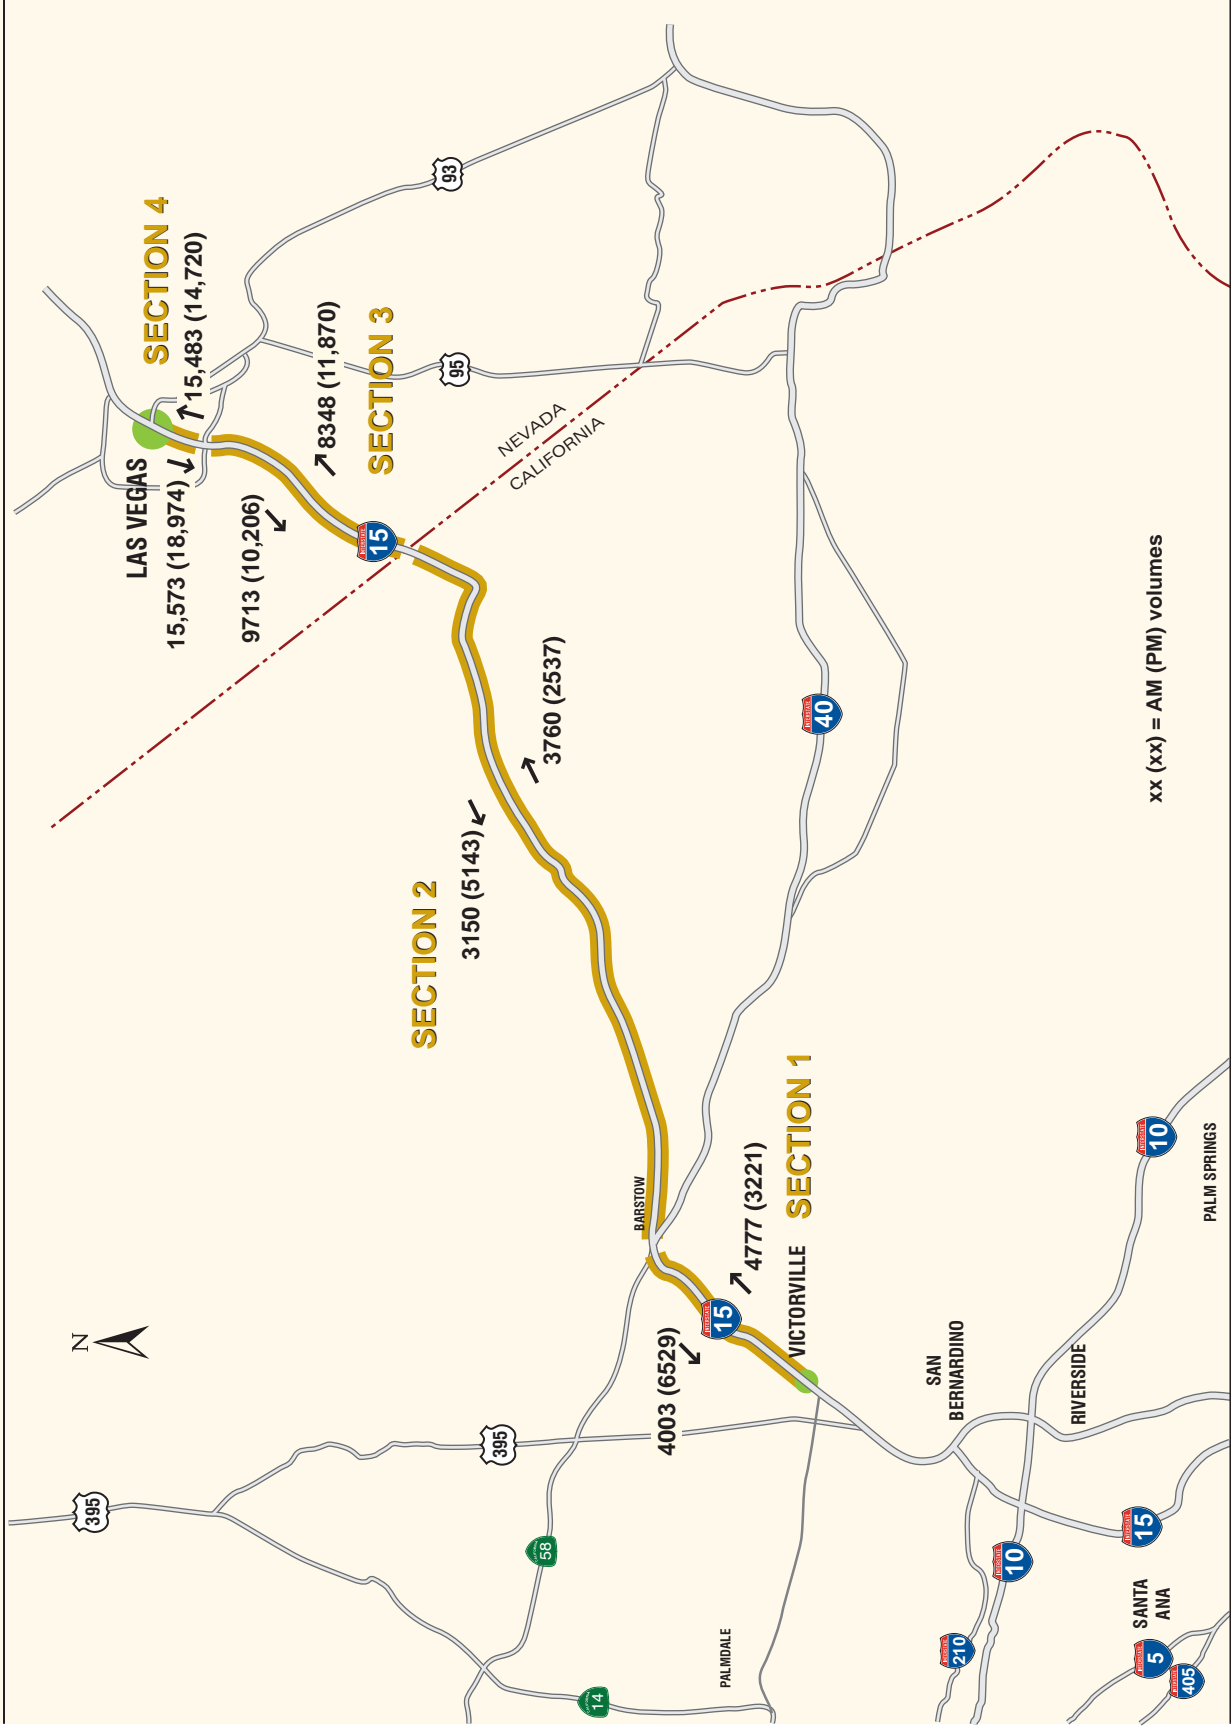 N
395
LAS VEGAS
SECTION 4
15,573 (18,974)
15,483 (14,720)
9713 (10,206)
8348 (11,870)
15
SECTION 3
SECTION 2
93
95
3150 (5143)
395
NEVADA
CALIFORNIA
58
3760 (2537)
14
BARSTOW
4003 (6529)
15
PALMDALE
4777 (3221)
VICTORVILLE
SECTION 1
40
SAN
BERNARDINO
210
10
RIVERSIDE
15
SANTA
ANA
xx (xx) = AM (PM) volumes
10
5
405
PALM SPRINGS